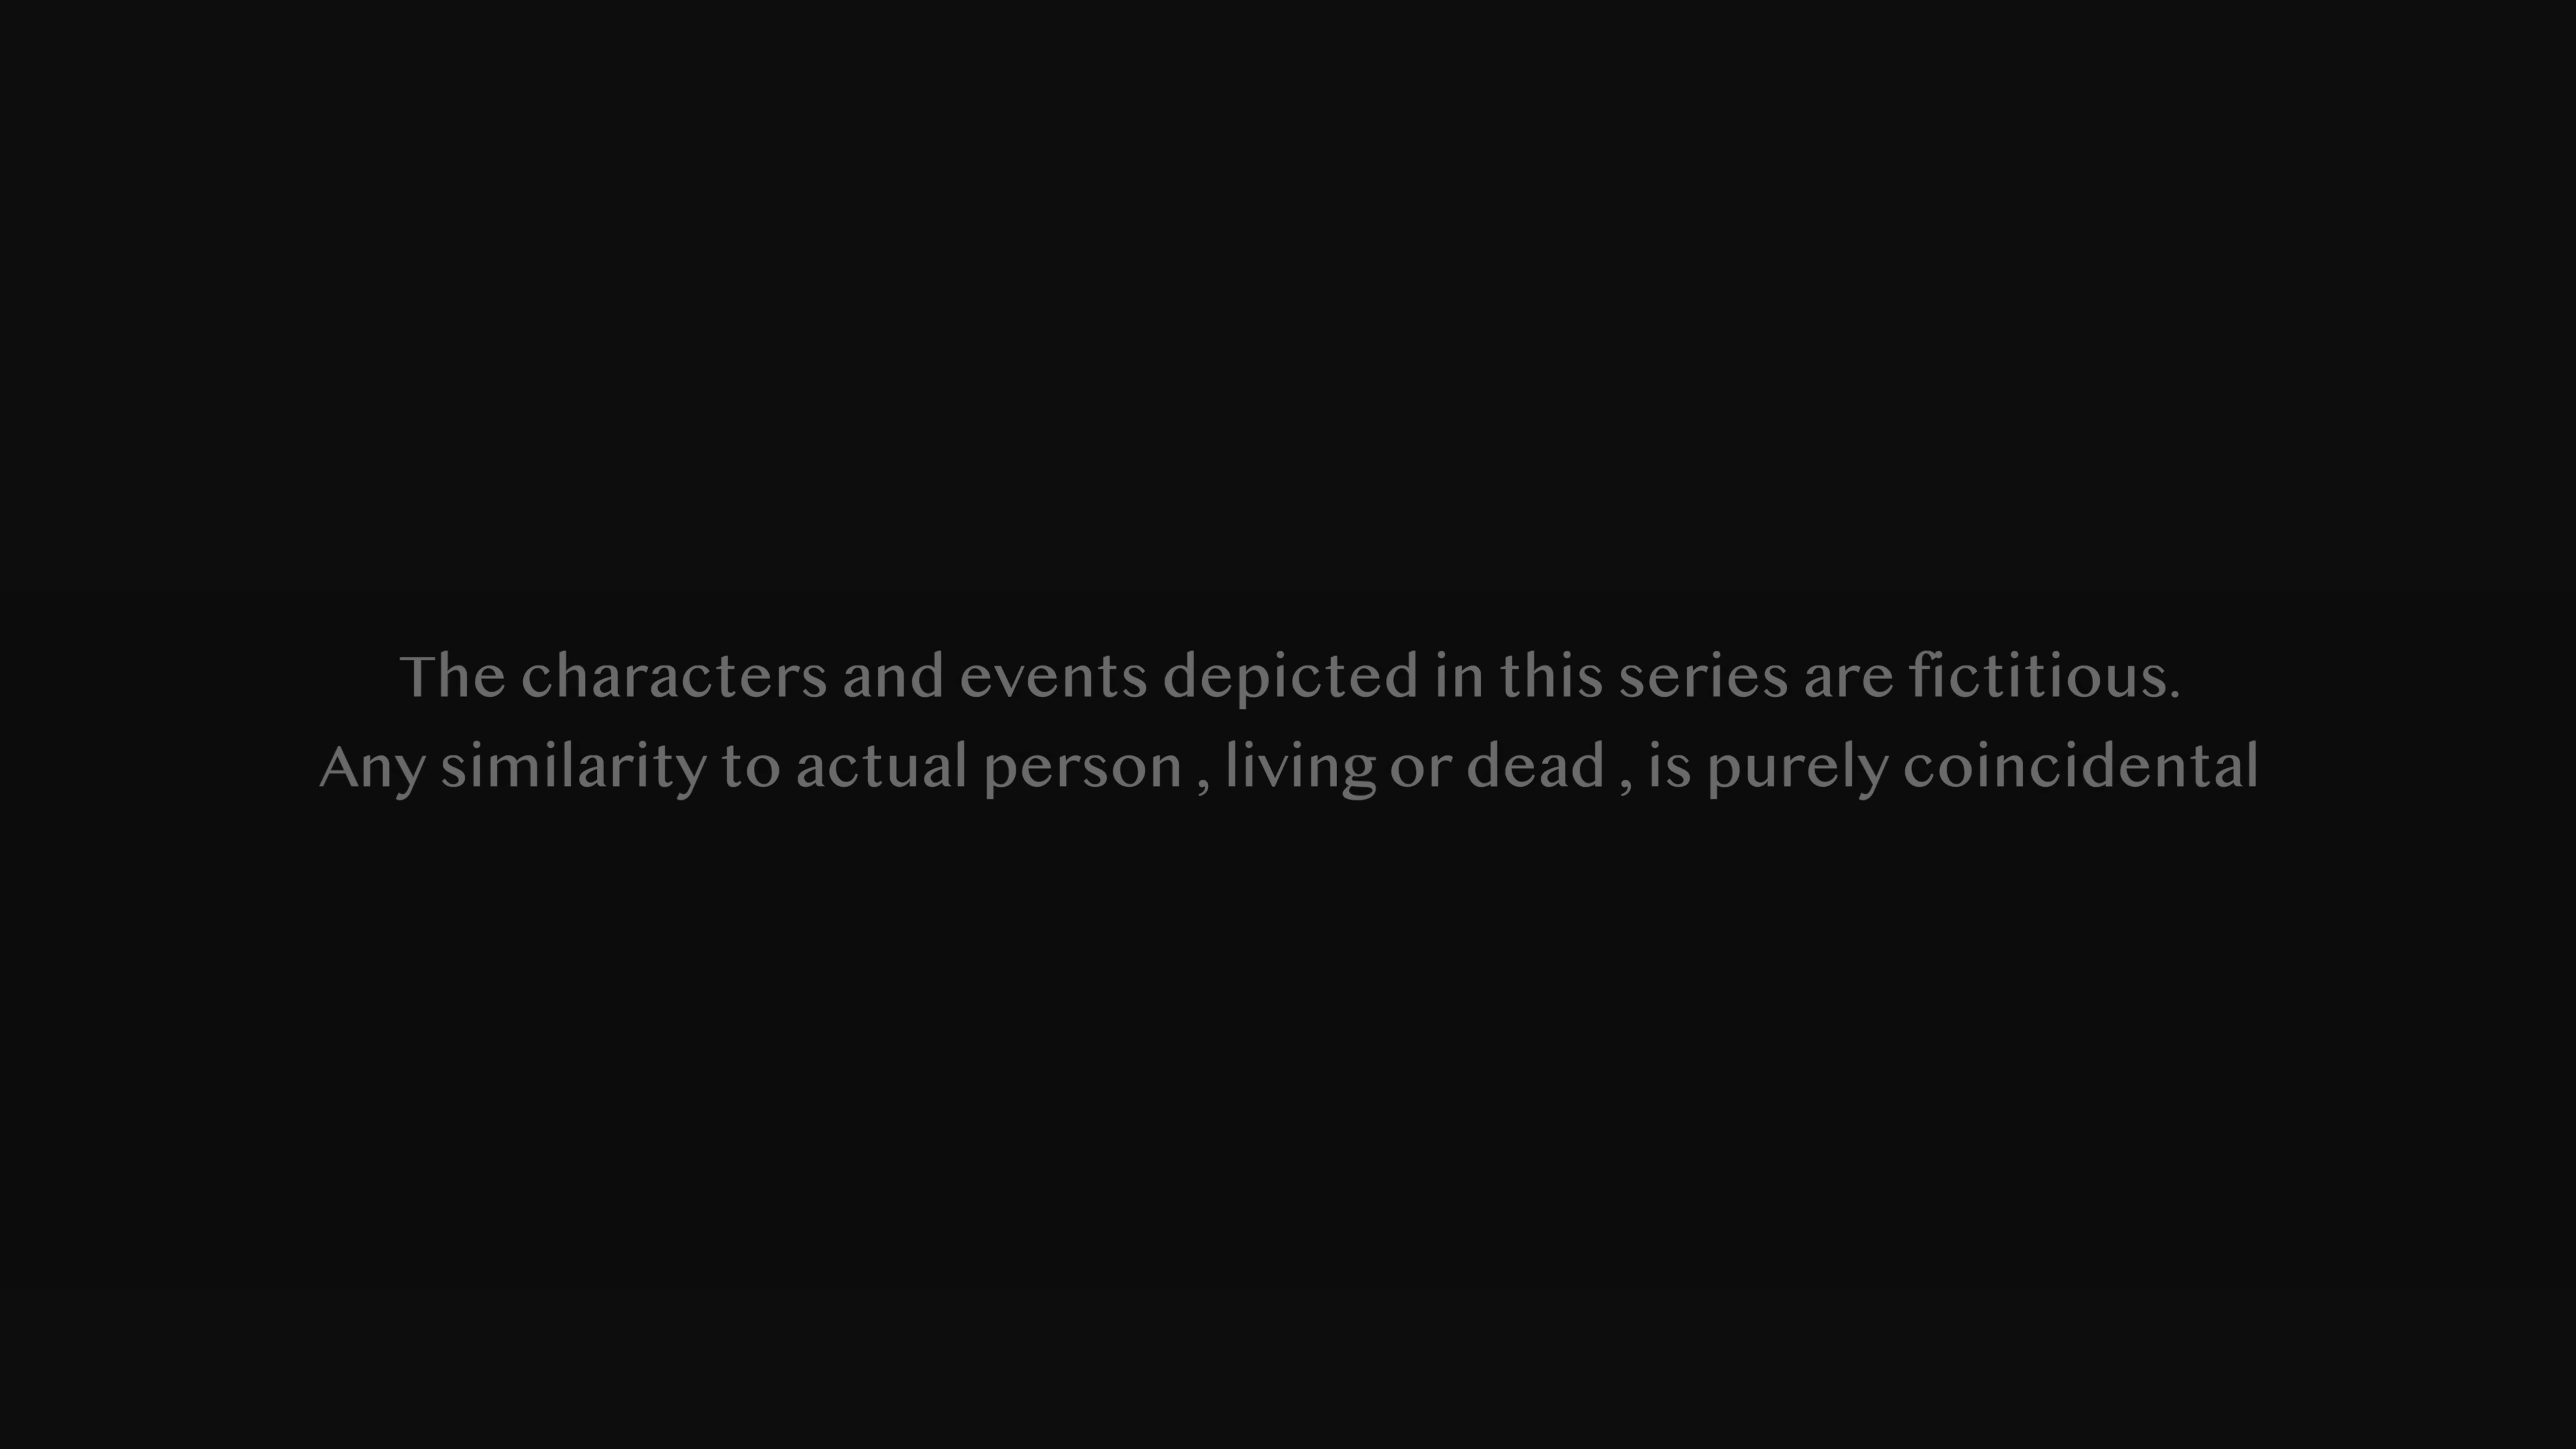 The characters and events depicted in this series are fictitious.
Any similarity to actual person , living or dead , is purely coincidental